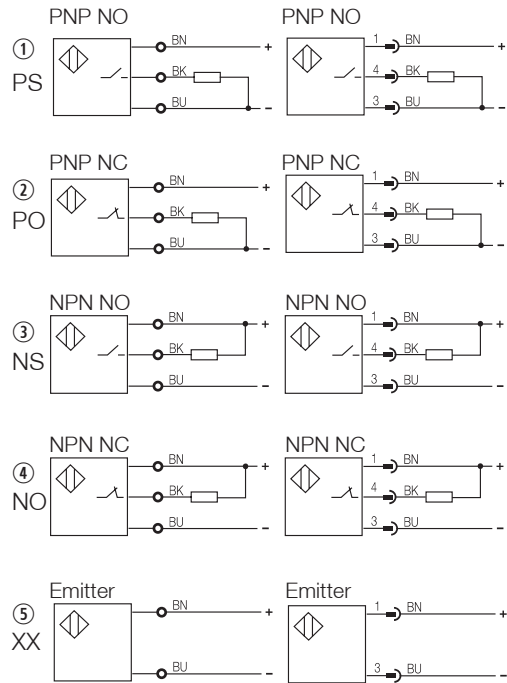 PNP NO PNP NO
① PS
BN + 1 BN +
BK 4 BK
BU - 3 BU -
PNP NC PNP NC
② PO
BN + 1 BN +
BK 4 BK
BU - 3 BU -
NPN NO NPN NO
③ NS
BN + 1 BN +
BK 4 BK
BU - 3 BU -
NPN NC NPN NC
④ NO
BN + 1 BN +
BK 4 BK
BU - 3 BU -
Emitter Emitter
⑤ XX
BN + 1 BN +
BU - 3 BU -